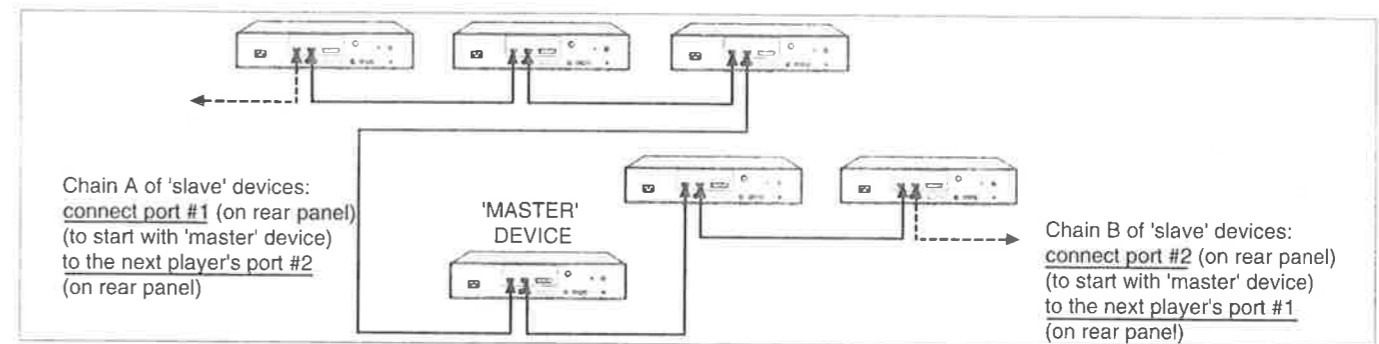 Chain A of 'slave' devices:
connect port #1 (on rear panel)
(to start with 'master' device)
to the next player's port #2
(on rear panel)
'MASTER'
DEVICE
Chain B of 'slave' devices:
connect port #2 (on rear panel)
(to start with 'master' device)
to the next player's port #1
(on rear panel)